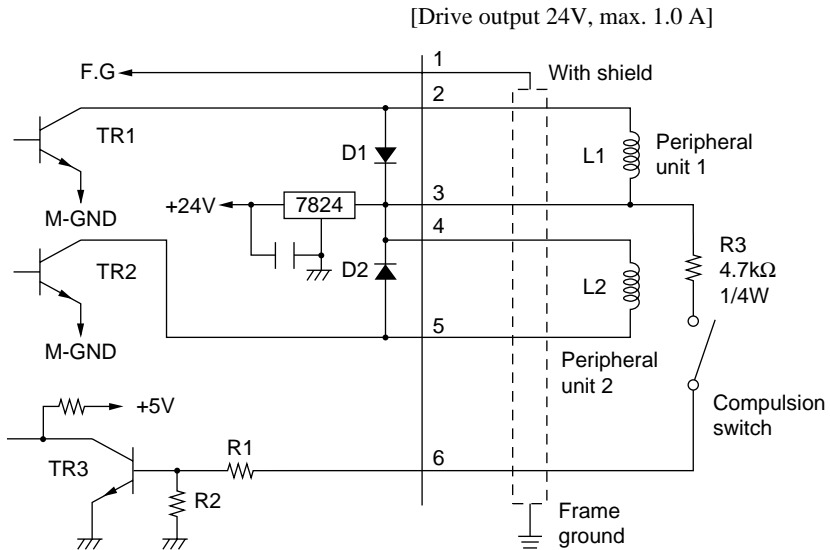 [Drive output 24V, max. 1.0 A]
1
F.G
With shield
2
TR1
D1
L1
Peripheral
unit 1
M-GND
+24V
7824
3
4
TR2
D2
L2
R3
4.7kΩ
1/4W
M-GND
5
Peripheral
unit 2
+5V
Compulsion
switch
TR3
R1
6
R2
Frame
ground